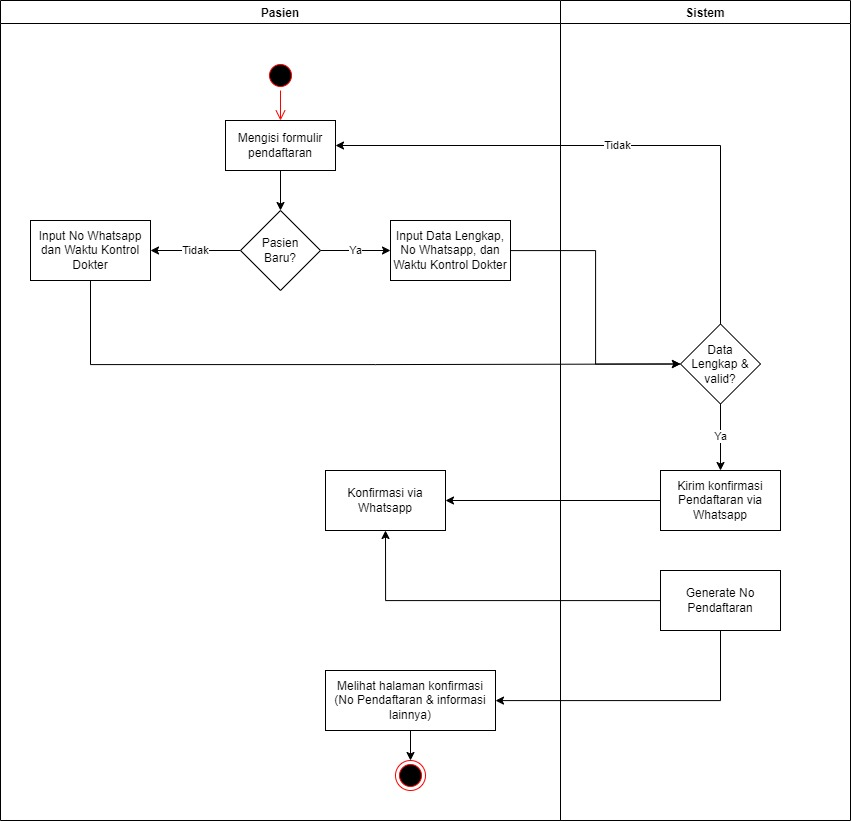 Pasien
Sistem
Mengisi formulir
pendaftaran
Tidak
Input No Whatsapp
dan Waktu Kontrol
Dokter
Tidak
Pasien
Baru?
Ya
Input Data Lengkap,
No Whatsapp, dan
Waktu Kontrol Dokter
Data
Lengkap &
valid?
Ya
Konfirmasi via
Whatsapp
Kirim konfirmasi
Pendaftaran via
Whatsapp
Generate No
Pendaftaran
Melihat halaman konfirmasi
(No Pendaftaran & informasi
lainnya)